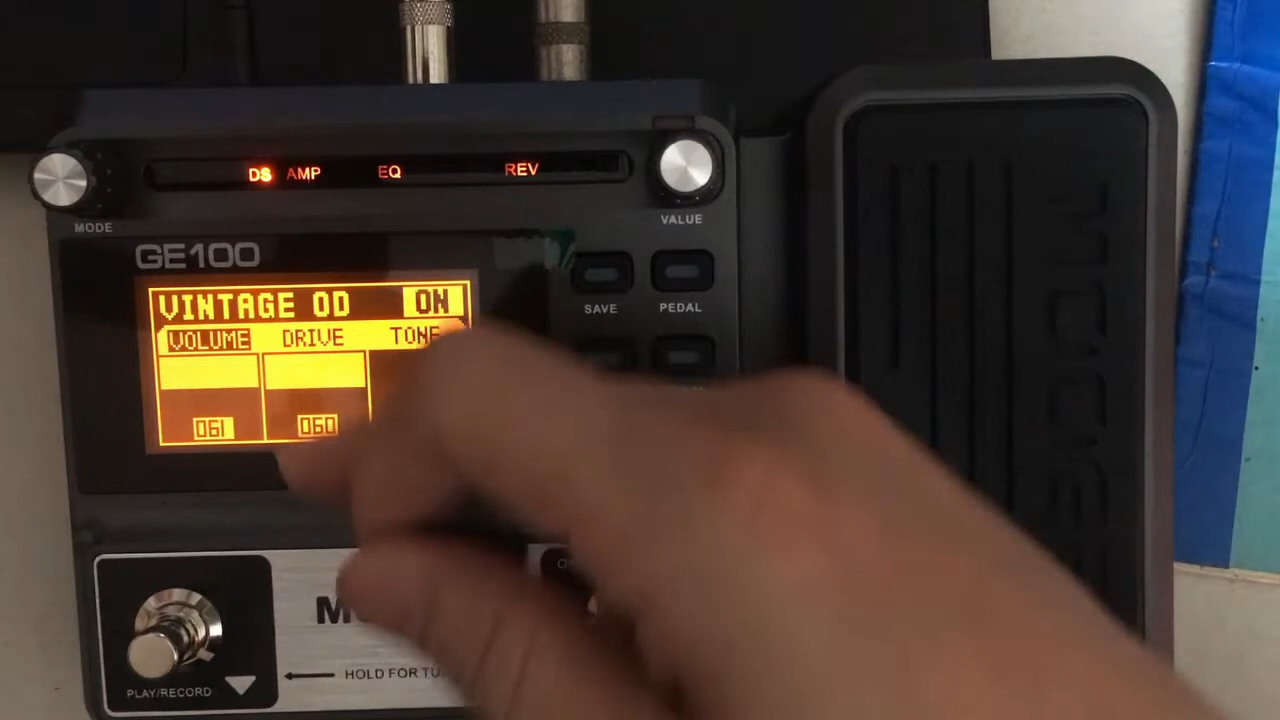 DS AMP EQ REV
MODE
VALUE
GE100
VINTAGE OD ON
VOLUME DRIVE TONE
061 060
SAVE PEDAL
MOOER
PLAY/RECORD
HOLD FOR TU